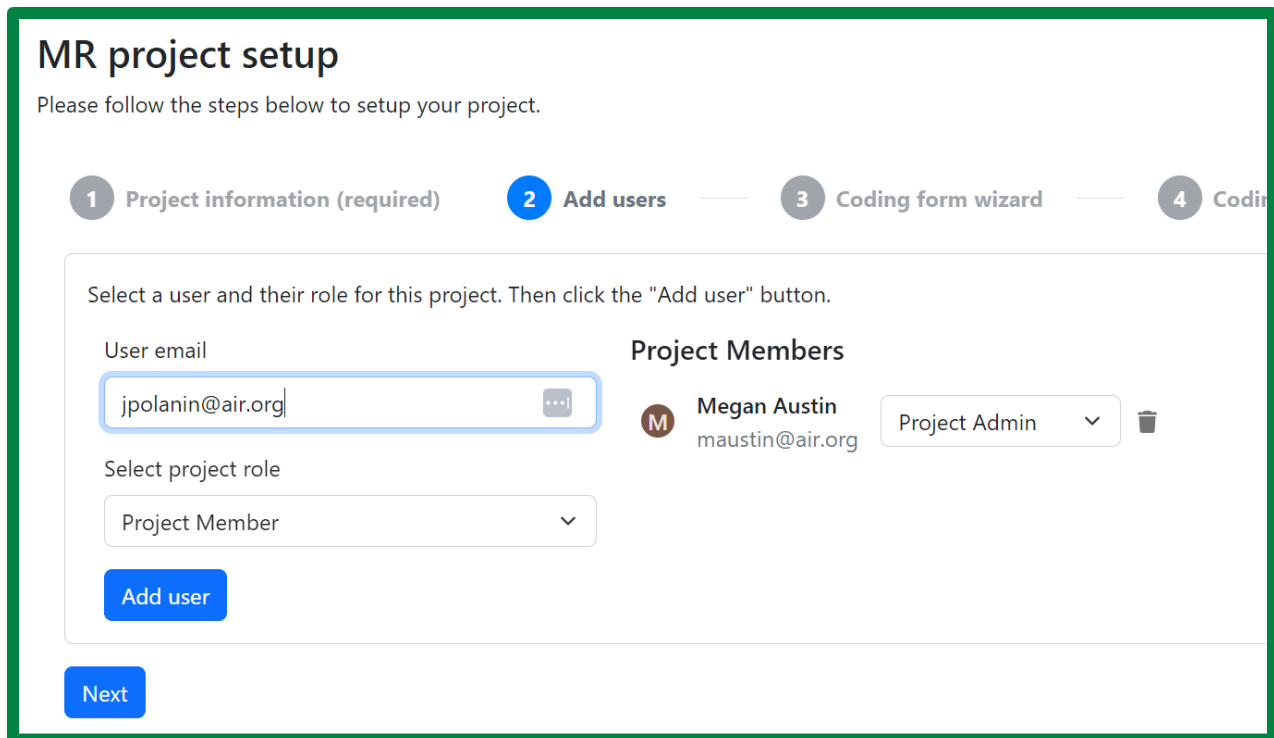 MR project setup
Please follow the steps below to setup your project.
1 Project information (required) 2 Add users 3 Coding form wizard 4
Select a user and their role for this project. Then click the "Add user" button.
User email
jpolanin@air.org
Select project role
Project Member
Add user
Project Members
M
Megan Austin
maustin@air.org
Project Admin
Next